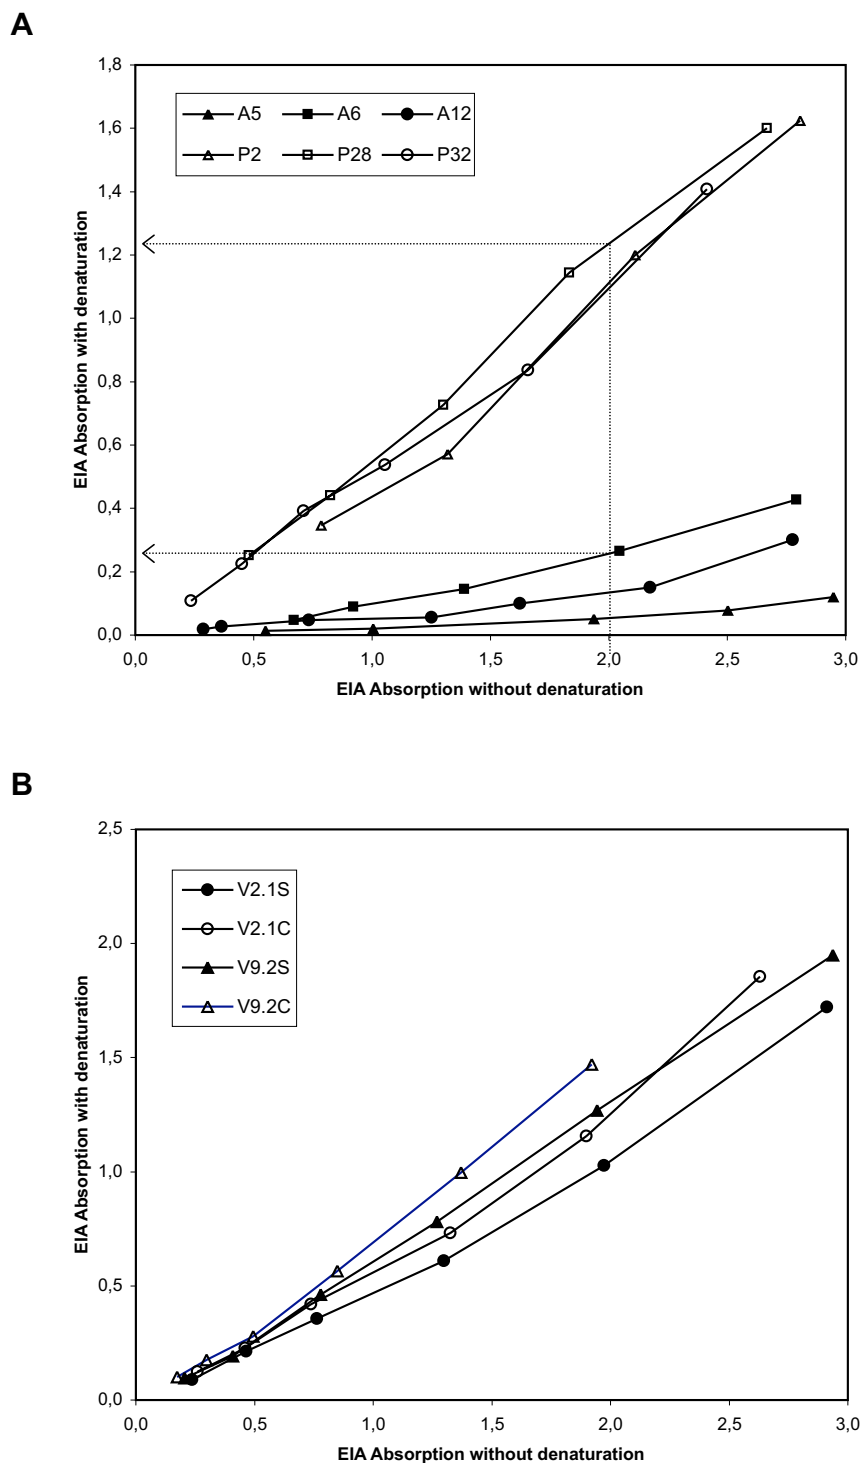 A
EIA Absorption with denaturation
1,8
1,6
1,4
1,2
1,0
0,8
0,6
0,4
0,2
0,0
A5 A6 A12
P2 P28 P32
0,0 0,5 1,0 1,5 2,0 2,5 3,0
EIA Absorption without denaturation
B
EIA Absorption with denaturation
2,5
2,0
1,5
1,0
0,5
0,0
V2.1S
V2.1C
V9.2S
V9.2C
0,0 0,5 1,0 1,5 2,0 2,5 3,0
EIA Absorption without denaturation